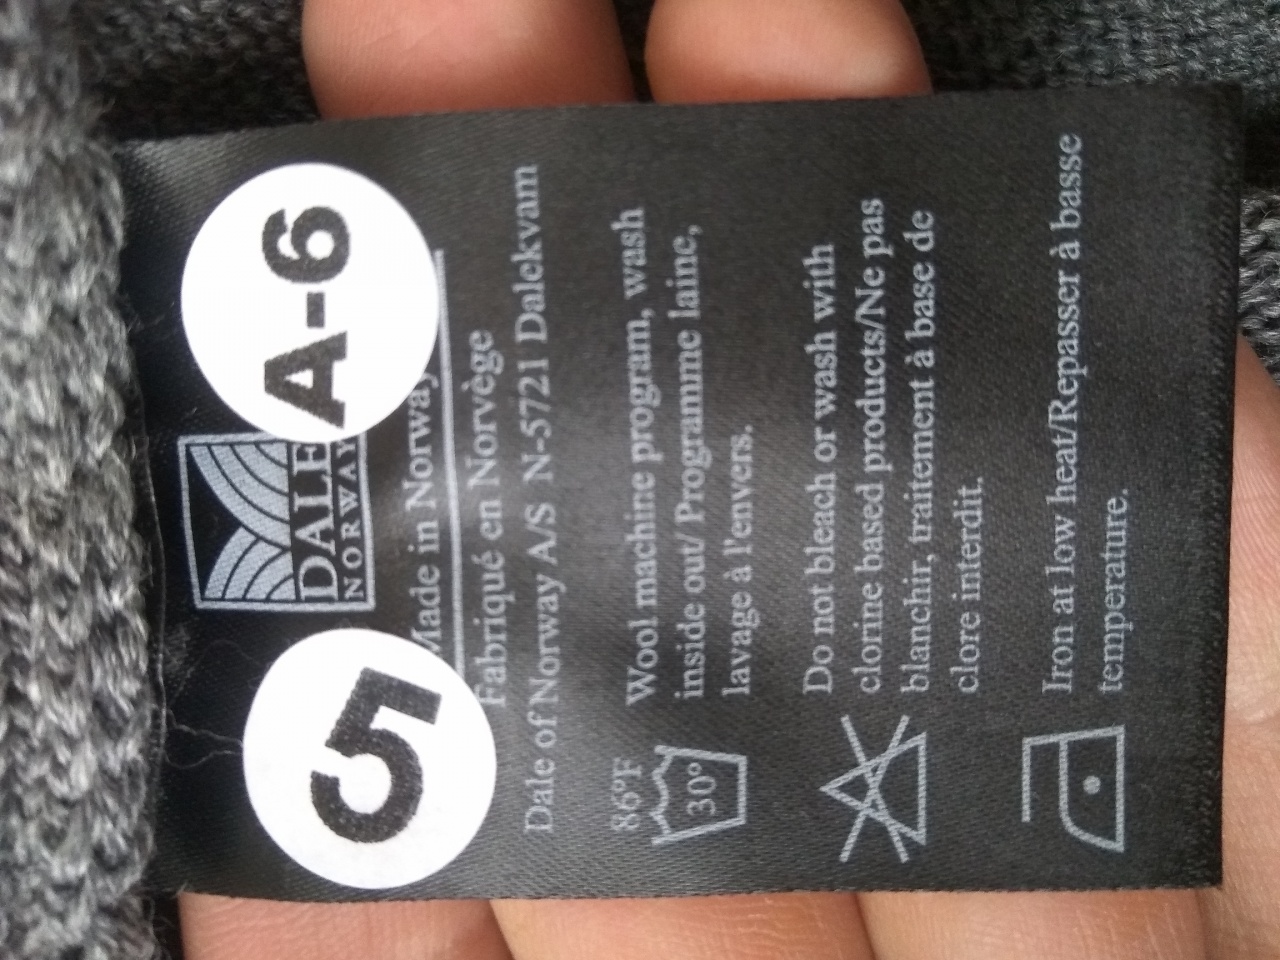 5
A-6
DALE
NORWAY
Made in Norway
Fabriqué en Norvège
Dale of Norway A/S N-5721 Dalekvam
86°F
30°
Wool machine program, wash
inside out/ Programme laine,
lavage à l'envers.
Do not bleach or wash with
clorine based products/Ne pas
blanchir, traitement à base de
clore interdit.
Iron at low heat/Repasser à basse
temperature.